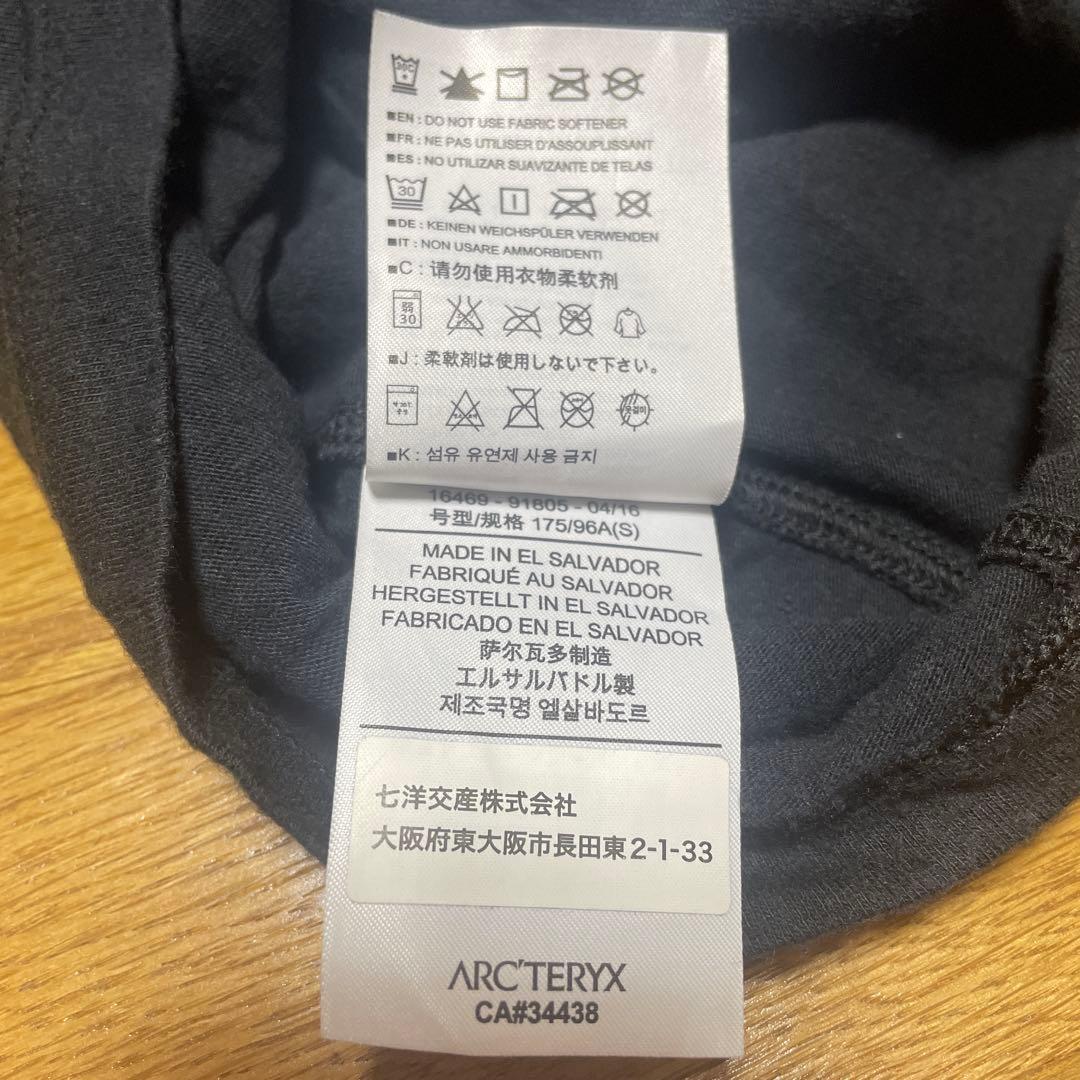 30C
EN : DO NOT USE FABRIC SOFTENER
FR : NE PAS UTILISER D'ASSOUPLISSANT
ES : NO UTILIZAR SUAVIZANTE DE TELAS
30
DE : KEINEN WEICHSPÜLER VERWENDEN
IT : NON USARE AMMORBIDENTI
C : 请勿使用衣物柔软剂
弱
30
J : 柔軟剤は使用しないで下さい。
옷걸이
K : 섬유 유연제 사용 금지
16469 - 91805 - 04/16
号型/规格 175/96A(S)
MADE IN EL SALVADOR
FABRIQUÉ AU SALVADOR
HERGESTELLT IN EL SALVADOR
FABRICADO EN EL SALVADOR
萨尔瓦多制造
エルサルバドル製
제조국명 엘살바도르
七洋交産株式会社
大阪府東大阪市長田東2-1-33
ARC'TERYX
CA#34438